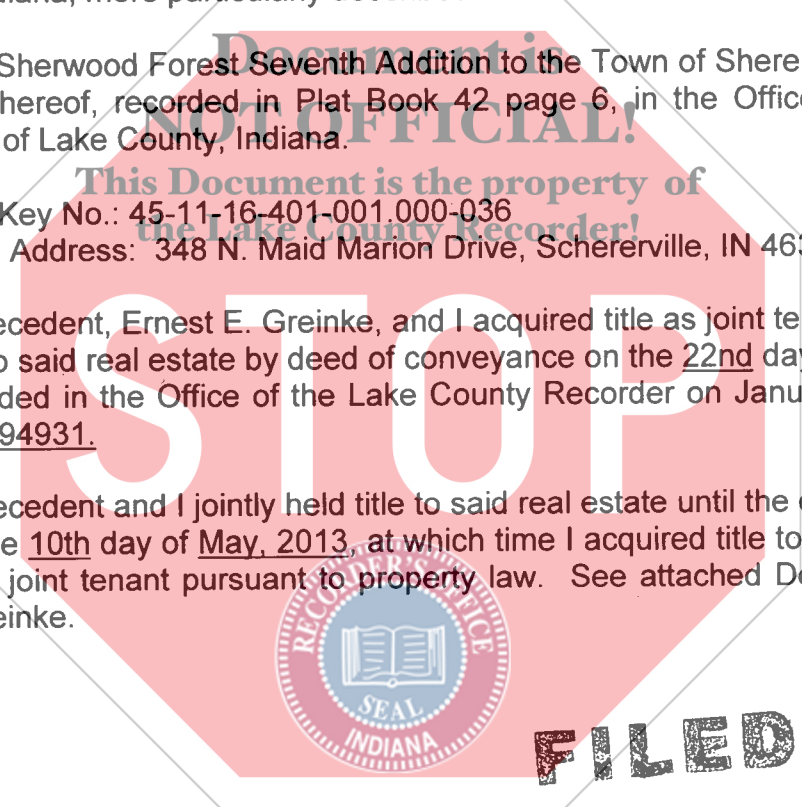 Sherwood Forest Seventh Addition to the Town of Shere
hereof, recorded in Plat Book 42 page 6, in the Office
of Lake County, Indiana.
Key No.: 45-11-16-401-001.000-036
Address: 348 N. Maid Marion Drive, Schererville, IN 463
ecedent, Ernest E. Greinke, and I acquired title as joint te
o said real estate by deed of conveyance on the 22nd day
ded in the Office of the Lake County Recorder on Janu
94931.
ecedent and I jointly held title to said real estate until the
e 10th day of May, 2013, at which time I acquired title to
joint tenant pursuant to property law. See attached De
einke.
Document is
NOT OFFICIAL!
This Document is the property of
the Lake County Recorder!
STOP
RECORDER'S OFFICE
SEAL
INDIANA
FILED